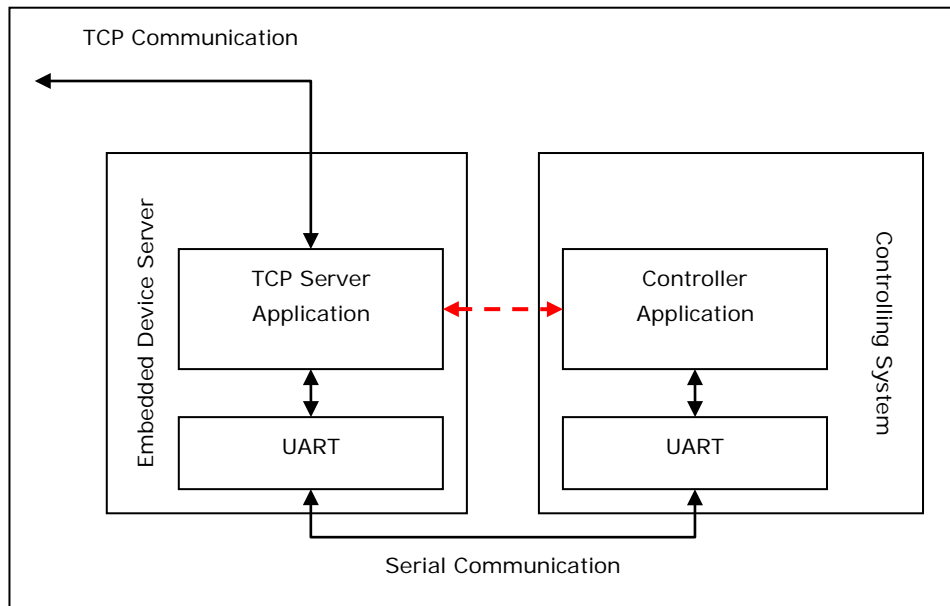 TCP Communication
Embedded Device Server
TCP Server
Application
UART
Controller
Application
UART
Controlling System
Serial Communication